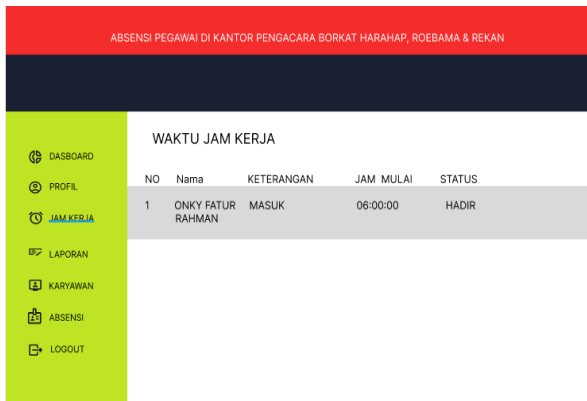 ABSENSI PEGAWAI DI KANTOR PENGACARA BORKAT HARAHAP, ROEBAMA & REKAN
DASBOARD
PROFIL
JAM KERJA
LAPORAN
KARYAWAN
ABSENSI
LOGOUT
WAKTU JAM KERJA
NO Nama KETERANGAN JAM MULAI STATUS
1 ONKY FATUR MASUK 06:00:00 HADIR
RAHMAN